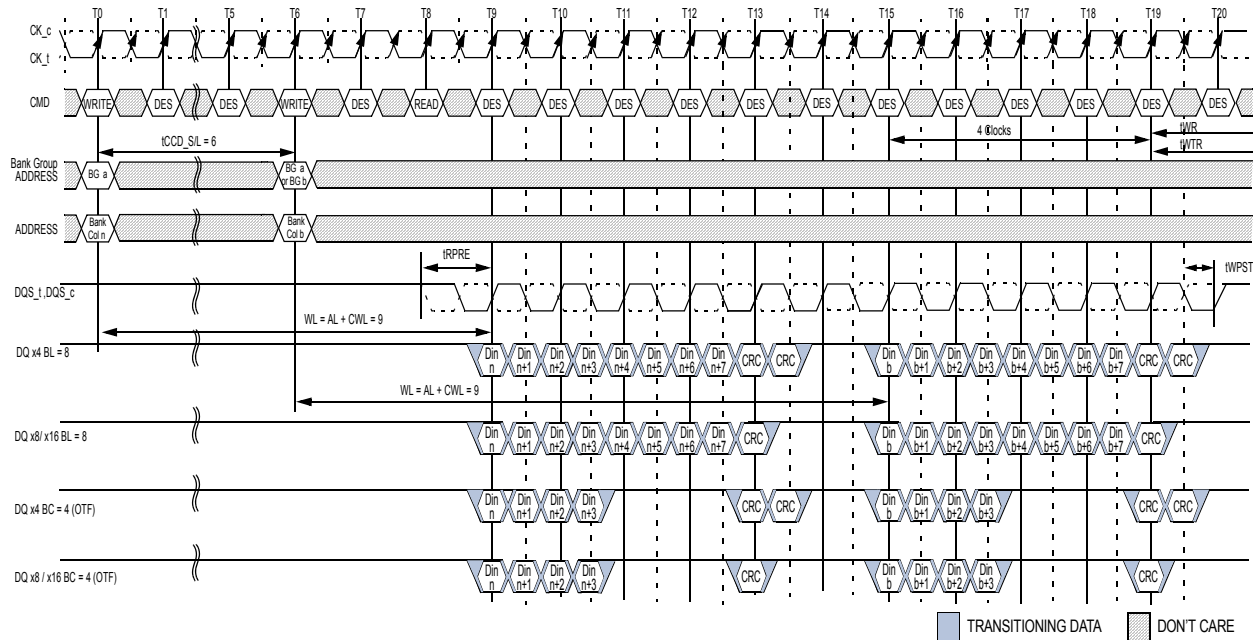 T0 T1 T5 T6 T7 T8 T9 T10 T11 T12 T13 T14 T15 T16 T17 T18 T19 T20
CK_c
CK_t
CMD WRITE DES DES WRITE DES READ DES DES DES DES DES DES DES DES DES DES DES DES
4 Clocks tWR
tCCD_S/L = 6 tWTR
Bank Group
ADDRESS BG a BG a
or BG b
ADDRESS Bank
Col n Bank
Col b
tRPRE tWPST
DQS_t ,DQS_c
WL = AL + CWL = 9
DQ x4 BL = 8 Din n Din n+1 Din n+2 Din n+3 Din n+4 Din n+5 Din n+6 Din n+7 CRC CRC Din b Din b+1 Din b+2 Din b+3 Din b+4 Din b+5 Din b+6 Din b+7 CRC CRC
WL = AL + CWL = 9
DQ x8/ x16 BL = 8 Din n Din n+1 Din n+2 Din n+3 Din n+4 Din n+5 Din n+6 Din n+7 CRC Din b Din b+1 Din b+2 Din b+3 Din b+4 Din b+5 Din b+6 Din b+7 CRC
DQ x4 BC = 4 (OTF) Din n Din n+1 Din n+2 Din n+3 CRC CRC Din b Din b+1 Din b+2 Din b+3 CRC CRC
DQ x8 / x16 BC = 4 (OTF) Din n Din n+1 Din n+2 Din n+3 CRC Din b Din b+1 Din b+2 Din b+3 CRC
TRANSITIONING DATA DON'T CARE